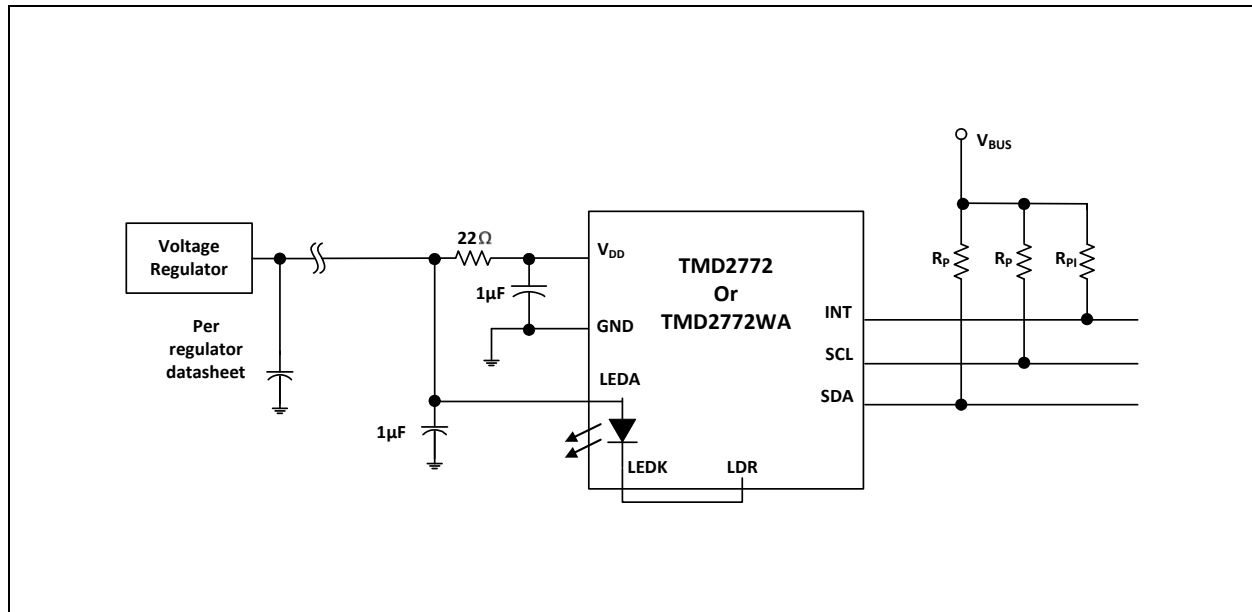 Voltage
Regulator
Per
regulator
datasheet
22Ω
1µF
1µF
V_DD
GND
LEDA
LEDK
LDR
TMD2772
Or
TMD2772WA
INT
SCL
SDA
V_BUS
R_P
R_P
R_PI